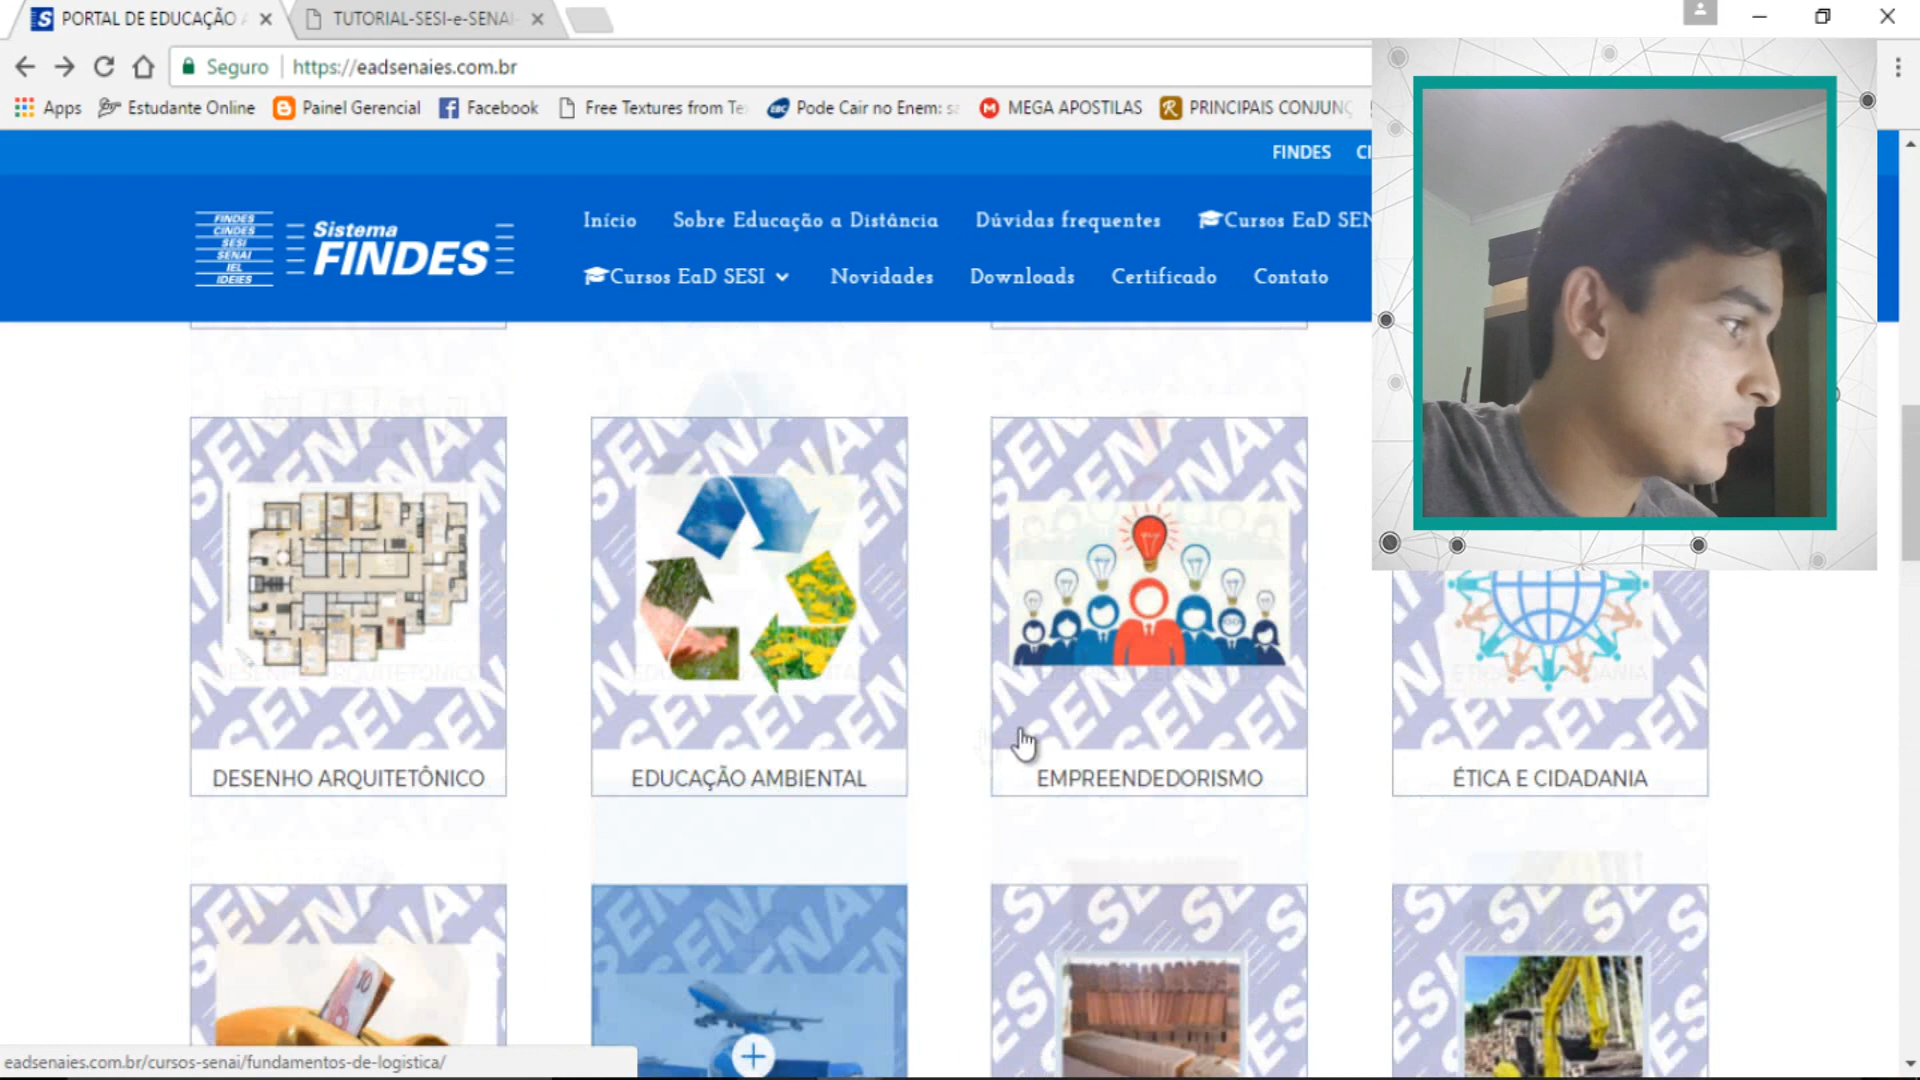 PORTAL DE EDUCAÇÃO
TUTORIAL-SESI-e-SENAI
Seguro
https://eadsenaies.com.br
Apps
Estudante Online
Painel Gerencial
Facebook
Free Textures from Te
Pode Cair no Enem: sa
MEGA APOSTILAS
PRINCIPAIS CONJUNÇ
FINDES
CI
FINDES
CINDES
SESI
SENAI
IEL
IDEIES
Sistema
FINDES
Início
Sobre Educação a Distância
Dúvidas frequentes
Cursos EaD SEN
Cursos EaD SESI
Novidades
Downloads
Certificado
Contato
DESENHO ARQUITETÔNICO
EDUCAÇÃO AMBIENTAL
EMPREENDEDORISMO
ÉTICA E CIDADANIA
eadsenaies.com.br/cursos-senai/fundamentos-de-logistica/